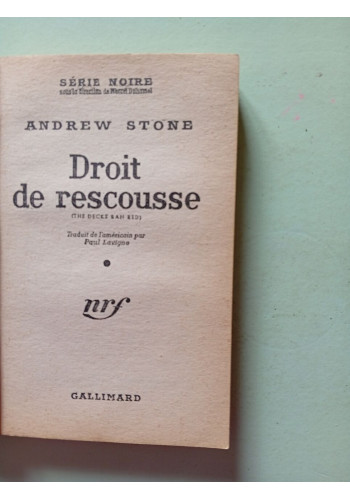 SÉRIE NOIRE
sous la direction de Marcel Duhamel
ANDREW STONE
Droit
de rescousse
(THE DECKS RAN RED)
Traduit de l'américain par
Paul Lavigne
nrf
GALLIMARD